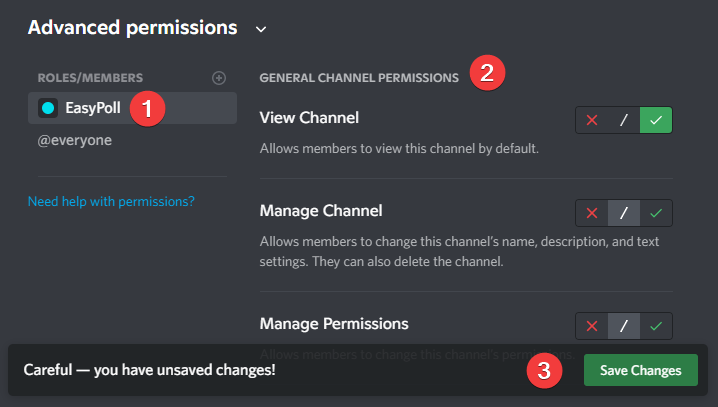 Advanced permissions
ROLES/MEMBERS
EasyPoll 1
@everyone
Need help with permissions?
GENERAL CHANNEL PERMISSIONS 2
View Channel
/
Allows members to view this channel by default.
Manage Channel
/
Allows members to change this channel's name, description, and text
settings. They can also delete the channel.
Manage Permissions
/
Allows members to change this channel's permissions.
Careful — you have unsaved changes!
3
Save Changes